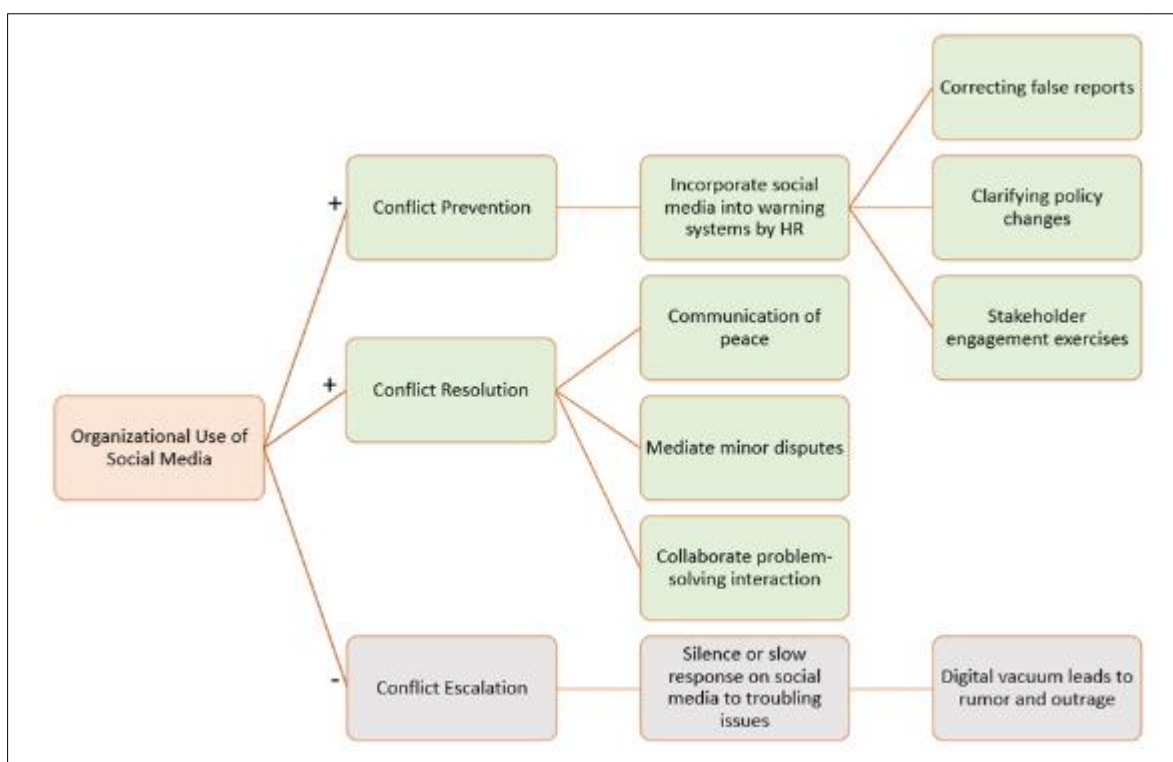 Organizational Use of
Social Media
+
Conflict Prevention
Incorporate social
media into warning
systems by HR
Correcting false reports
Clarifying policy
changes
Stakeholder
engagement exercises
+
Conflict Resolution
Communication of
peace
Mediate minor disputes
Collaborate problem-
solving interaction
-
Conflict Escalation
Silence or slow
response on social
media to troubling
issues
Digital vacuum leads to
rumor and outrage